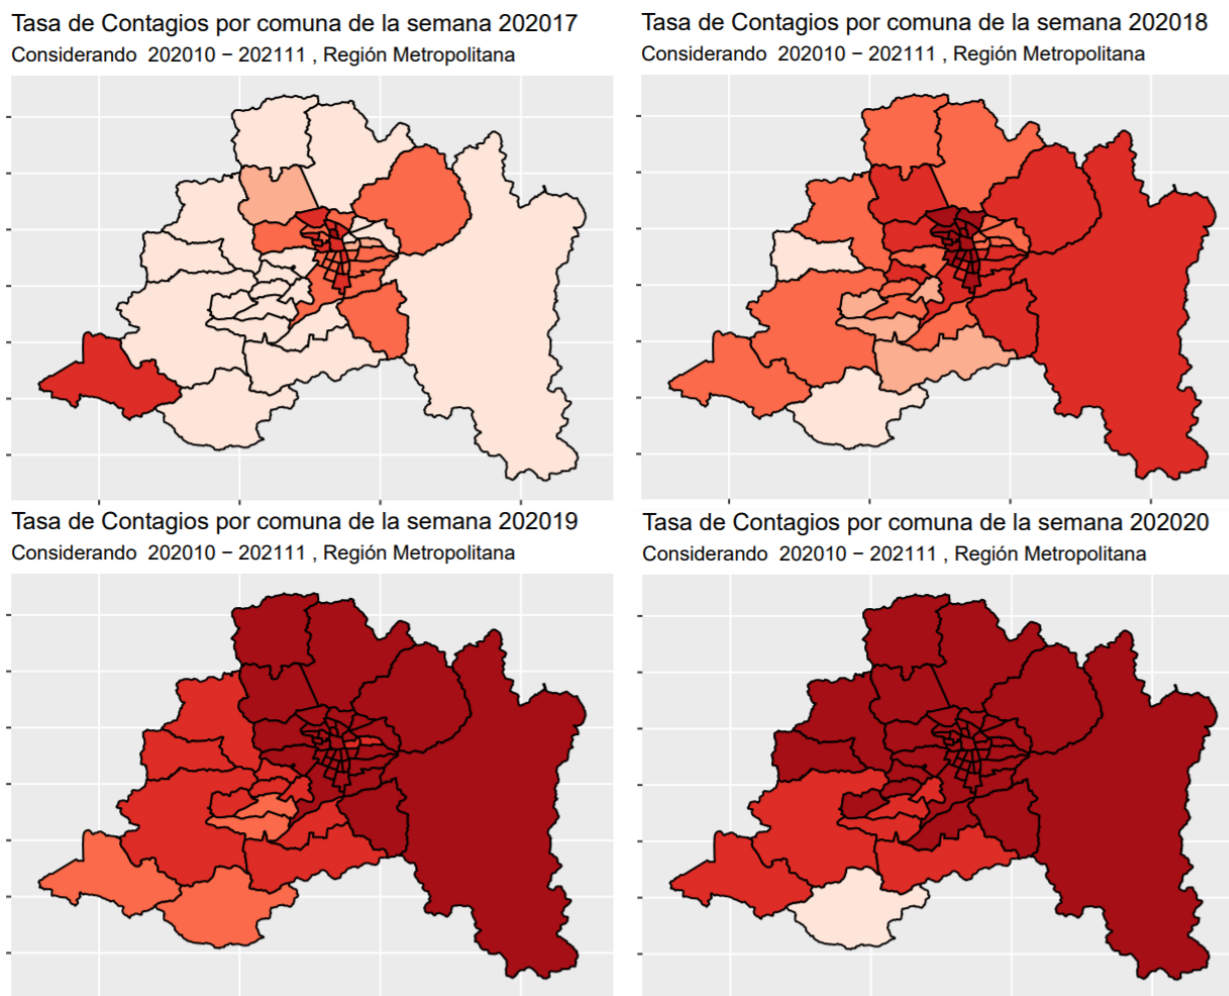 Tasa de Contagios por comuna de la semana 202017
Considerando 202010 − 202111 , Región Metropolitana
Tasa de Contagios por comuna de la semana 202018
Considerando 202010 − 202111 , Región Metropolitana
Tasa de Contagios por comuna de la semana 202019
Considerando 202010 − 202111 , Región Metropolitana
Tasa de Contagios por comuna de la semana 202020
Considerando 202010 − 202111 , Región Metropolitana